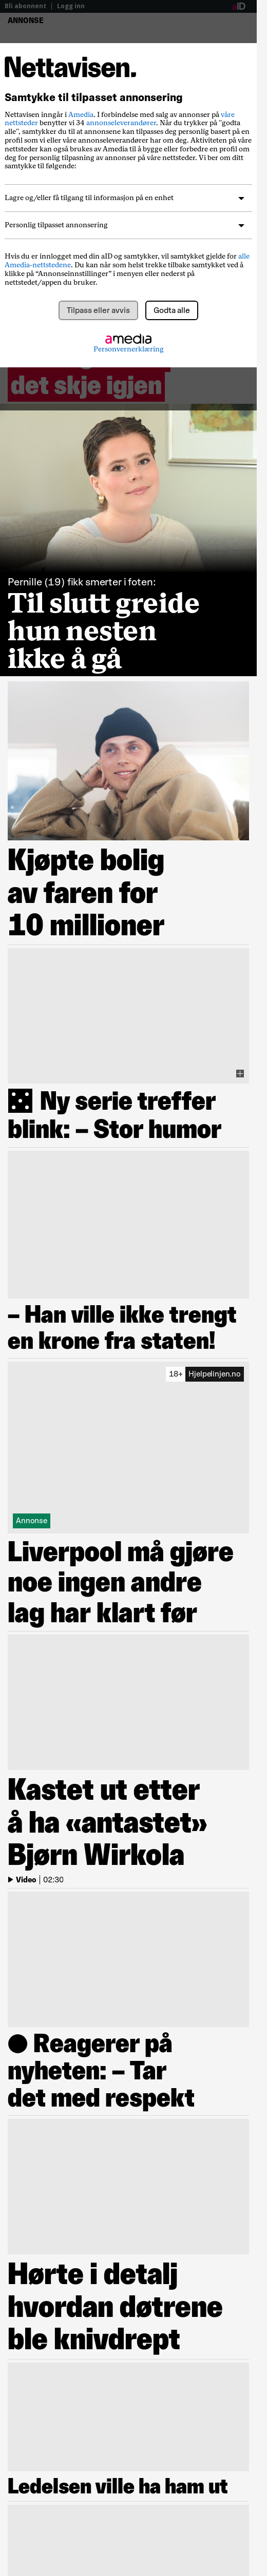 Bli abonnent | Logg inn
aID
ANNONSE
Nettavisen.
Samtykke til tilpasset annonsering
Nettavisen inngår i Amedia. I forbindelse med salg av annonser på våre
nettsteder benytter vi 34 annonseleverandører. Når du trykker på "godta
alle", samtykker du til at annonsene kan tilpasses deg personlig basert på en
profil som vi eller våre annonseleverandører har om deg. Aktiviteten på våre
nettsteder kan også brukes av Amedia til å bygge eller forbedre en profil om
deg for personlig tilpasning av annonser på våre nettsteder. Vi ber om ditt
samtykke til følgende:
Lagre og/eller få tilgang til informasjon på en enhet
Personlig tilpasset annonsering
Hvis du er innlogget med din aID og samtykker, vil samtykket gjelde for alle
Amedia-nettstedene. Du kan når som helst trekke tilbake samtykket ved å
klikke på “Annonseinnstillinger” i menyen eller nederst på
nettstedet/appen du bruker.
Tilpass eller avvis
Godta alle
amedia
Personvernerklæring
det skje igjen
Pernille (19) fikk smerter i foten:
Til slutt greide
hun nesten
ikke å gå
Kjøpte bolig
av faren for
10 millioner
Ny serie treffer
blink: – Stor humor
– Han ville ikke trengt
en krone fra staten!
18+ Hjelpelinjen.no
Annonse
Liverpool må gjøre
noe ingen andre
lag har klart før
Kastet ut etter
å ha «antastet»
Bjørn Wirkola
Video | 02:30
Reagerer på
nyheten: – Tar
det med respekt
Hørte i detalj
hvordan døtrene
ble knivdrept
Ledelsen ville ha ham ut